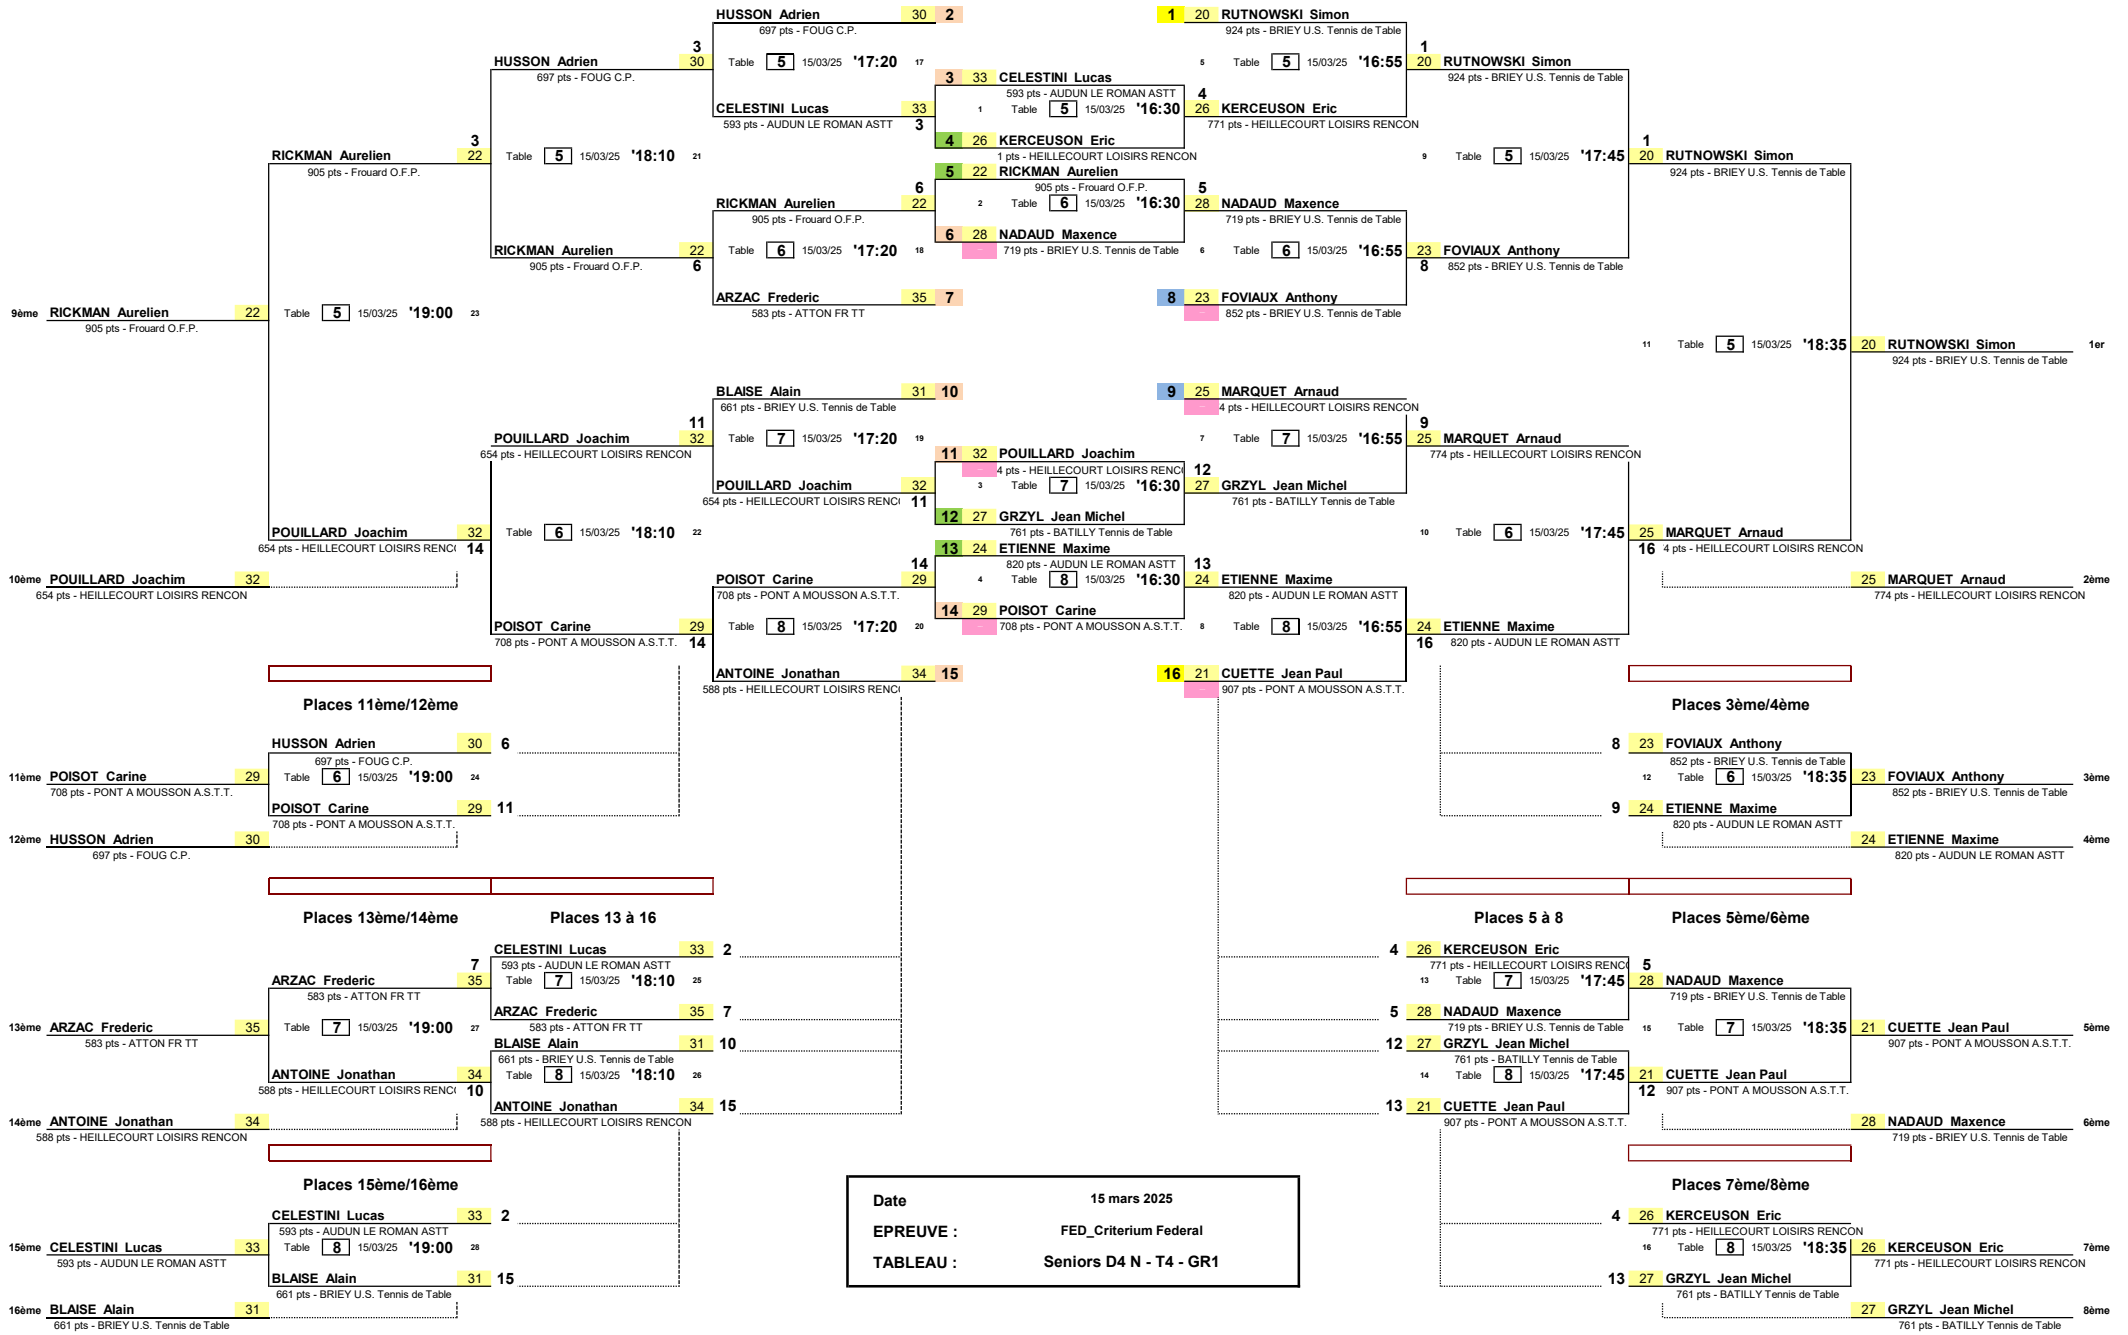 HUSSON Adrien 30 2 1 20 RUTNOWSKI Simon
697 pts - FOUG C.P. 924 pts - BRIEY U.S. Tennis de Table
3 1
HUSSON Adrien 30 Table 5 15/03/25 '17:20 17 5 Table 5 15/03/25 '16:55 20 RUTNOWSKI Simon
697 pts - FOUG C.P. 3 33 CELESTINI Lucas 924 pts - BRIEY U.S. Tennis de Table
593 pts - AUDUN LE ROMAN ASTT 4
CELESTINI Lucas 33 1 Table 5 15/03/25 '16:30 26 KERCEUSON Eric
593 pts - AUDUN LE ROMAN ASTT 3 771 pts - HEILLECOURT LOISIRS RENCON
3 4 26 KERCEUSON Eric 1
RICKMAN Aurelien 22 Table 5 15/03/25 '18:10 21 1 pts - HEILLECOURT LOISIRS RENCON 9 Table 5 15/03/25 '17:45 20 RUTNOWSKI Simon
905 pts - Frouard O.F.P. 5 22 RICKMAN Aurelien 924 pts - BRIEY U.S. Tennis de Table
6 905 pts - Frouard O.F.P. 5
RICKMAN Aurelien 22 2 Table 6 15/03/25 '16:30 28 NADAUD Maxence
905 pts - Frouard O.F.P. 719 pts - BRIEY U.S. Tennis de Table
6 28 NADAUD Maxence
RICKMAN Aurelien 22 Table 6 15/03/25 '17:20 18 719 pts - BRIEY U.S. Tennis de Table 6 Table 6 15/03/25 '16:55 23 FOVIAUX Anthony
905 pts - Frouard O.F.P. 6 8 852 pts - BRIEY U.S. Tennis de Table
ARZAC Frederic 35 7 8 23 FOVIAUX Anthony
9ème RICKMAN Aurelien 22 Table 5 15/03/25 '19:00 23 583 pts - ATTON FR TT 852 pts - BRIEY U.S. Tennis de Table
905 pts - Frouard O.F.P.
11 Table 5 15/03/25 '18:35 20 RUTNOWSKI Simon 1er
924 pts - BRIEY U.S. Tennis de Table
BLAISE Alain 31 10 9 25 MARQUET Arnaud
661 pts - BRIEY U.S. Tennis de Table 4 pts - HEILLECOURT LOISIRS RENCON
11 9
POUILLARD Joachim 32 Table 7 15/03/25 '17:20 19 7 Table 7 15/03/25 '16:55 25 MARQUET Arnaud
654 pts - HEILLECOURT LOISIRS RENCON 11 32 POUILLARD Joachim 774 pts - HEILLECOURT LOISIRS RENCON
4 pts - HEILLECOURT LOISIRS RENC 12
POUILLARD Joachim 32 3 Table 7 15/03/25 '16:30 27 GRZYL Jean Michel
654 pts - HEILLECOURT LOISIRS RENC 11 761 pts - BATILLY Tennis de Table
12 27 GRZYL Jean Michel
POUILLARD Joachim 32 Table 6 15/03/25 '18:10 22 761 pts - BATILLY Tennis de Table 10 Table 6 15/03/25 '17:45 25 MARQUET Arnaud
654 pts - HEILLECOURT LOISIRS RENC 14 13 24 ETIENNE Maxime 16 4 pts - HEILLECOURT LOISIRS RENCON
14 820 pts - AUDUN LE ROMAN ASTT 13
10ème POUILLARD Joachim 32 POISOT Carine 29 4 Table 8 15/03/25 '16:30 24 ETIENNE Maxime 25 MARQUET Arnaud 2ème
654 pts - HEILLECOURT LOISIRS RENCON 708 pts - PONT A MOUSSON A.S.T.T. 820 pts - AUDUN LE ROMAN ASTT 774 pts - HEILLECOURT LOISIRS RENCON
14 29 POISOT Carine
POISOT Carine 29 Table 8 15/03/25 '17:20 20 708 pts - PONT A MOUSSON A.S.T.T. 8 Table 8 15/03/25 '16:55 24 ETIENNE Maxime
708 pts - PONT A MOUSSON A.S.T.T. 14 16 820 pts - AUDUN LE ROMAN ASTT
ANTOINE Jonathan 34 15 16 21 CUETTE Jean Paul
588 pts - HEILLECOURT LOISIRS RENC 907 pts - PONT A MOUSSON A.S.T.T.
Places 11ème/12ème Places 3ème/4ème
HUSSON Adrien 30 6 8 23 FOVIAUX Anthony
697 pts - FOUG C.P. 852 pts - BRIEY U.S. Tennis de Table
11ème POISOT Carine 29 Table 6 15/03/25 '19:00 24 12 Table 6 15/03/25 '18:35 23 FOVIAUX Anthony 3ème
708 pts - PONT A MOUSSON A.S.T.T. 852 pts - BRIEY U.S. Tennis de Table
POISOT Carine 29 11 9 24 ETIENNE Maxime
708 pts - PONT A MOUSSON A.S.T.T. 820 pts - AUDUN LE ROMAN ASTT
12ème HUSSON Adrien 30 24 ETIENNE Maxime 4ème
697 pts - FOUG C.P. 820 pts - AUDUN LE ROMAN ASTT
Places 13ème/14ème Places 13 à 16 Places 5 à 8 Places 5ème/6ème
CELESTINI Lucas 33 2 4 26 KERCEUSON Eric
7 593 pts - AUDUN LE ROMAN ASTT 771 pts - HEILLECOURT LOISIRS RENC 5
ARZAC Frederic 35 Table 7 15/03/25 '18:10 25 13 Table 7 15/03/25 '17:45 28 NADAUD Maxence
583 pts - ATTON FR TT 719 pts - BRIEY U.S. Tennis de Table
ARZAC Frederic 35 7 5 28 NADAUD Maxence
13ème ARZAC Frederic 35 Table 7 15/03/25 '19:00 27 583 pts - ATTON FR TT 719 pts - BRIEY U.S. Tennis de Table 15 Table 7 15/03/25 '18:35 21 CUETTE Jean Paul 5ème
583 pts - ATTON FR TT BLAISE Alain 31 10 12 27 GRZYL Jean Michel 907 pts - PONT A MOUSSON A.S.T.T.
661 pts - BRIEY U.S. Tennis de Table 761 pts - BATILLY Tennis de Table
ANTOINE Jonathan 34 Table 8 15/03/25 '18:10 26 14 Table 8 15/03/25 '17:45 21 CUETTE Jean Paul
588 pts - HEILLECOURT LOISIRS RENC 10 12 907 pts - PONT A MOUSSON A.S.T.T.
ANTOINE Jonathan 34 15 13 21 CUETTE Jean Paul
14ème ANTOINE Jonathan 34 588 pts - HEILLECOURT LOISIRS RENCON 907 pts - PONT A MOUSSON A.S.T.T. 28 NADAUD Maxence 6ème
588 pts - HEILLECOURT LOISIRS RENCON 719 pts - BRIEY U.S. Tennis de Table
Places 15ème/16ème Places 7ème/8ème
Date 15 mars 2025
CELESTINI Lucas 33 2 4 26 KERCEUSON Eric
593 pts - AUDUN LE ROMAN ASTT EPREUVE : FED_Criterium Federal 771 pts - HEILLECOURT LOISIRS RENCON
15ème CELESTINI Lucas 33 Table 8 15/03/25 '19:00 28 16 Table 8 15/03/25 '18:35 26 KERCEUSON Eric 7ème
593 pts - AUDUN LE ROMAN ASTT TABLEAU : Seniors D4 N - T4 - GR1 771 pts - HEILLECOURT LOISIRS RENCON
BLAISE Alain 31 15 13 27 GRZYL Jean Michel
661 pts - BRIEY U.S. Tennis de Table 761 pts - BATILLY Tennis de Table
16ème BLAISE Alain 31 27 GRZYL Jean Michel 8ème
661 pts - BRIEY U.S. Tennis de Table 761 pts - BATILLY Tennis de Table